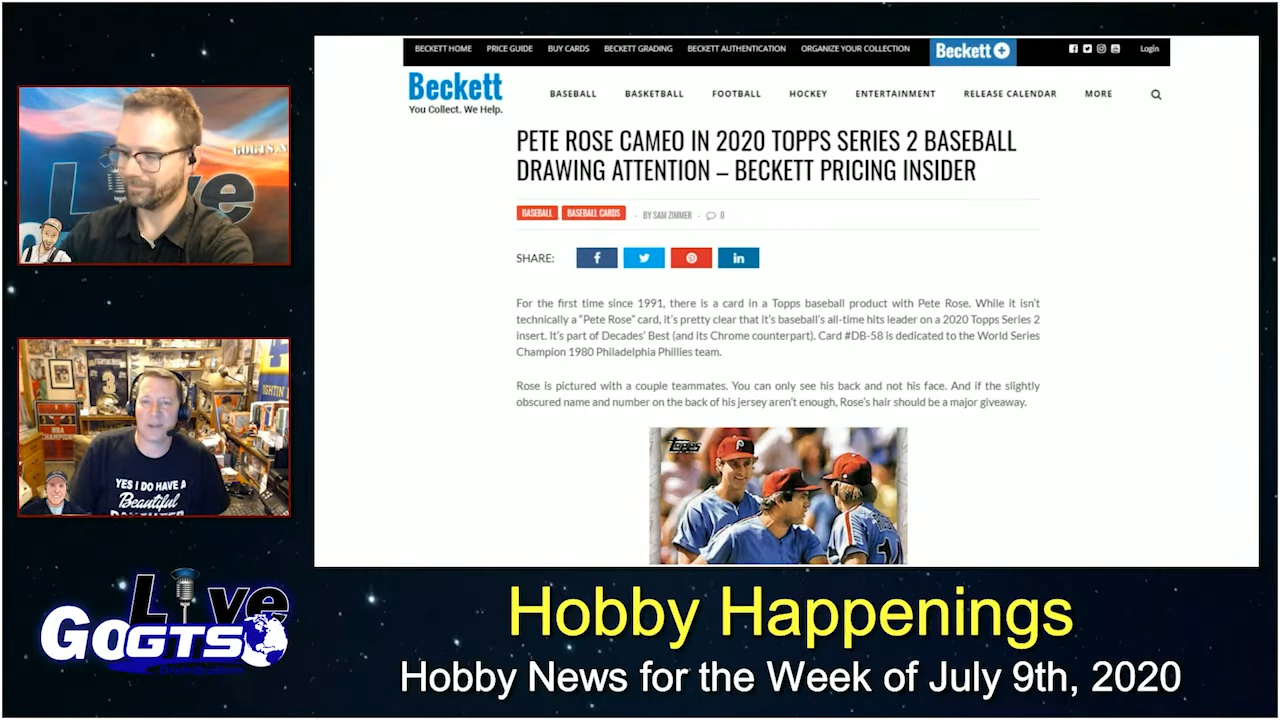 BECKETT HOME PRICE GUIDE BUY CARDS BECKETT GRADING BECKETT AUTHENTICATION ORGANIZE YOUR COLLECTION Beckett+ Login
Beckett
You Collect. We Help.
BASEBALL BASKETBALL FOOTBALL HOCKEY ENTERTAINMENT RELEASE CALENDAR MORE
PETE ROSE CAMEO IN 2020 TOPPS SERIES 2 BASEBALL
DRAWING ATTENTION – BECKETT PRICING INSIDER
BASEBALL BASEBALL CARDS - BY SAM ZIMMER - 0
SHARE:
For the first time since 1991, there is a card in a Topps baseball product with Pete Rose. While it isn't
technically a "Pete Rose" card, it's pretty clear that it's baseball's all-time hits leader on a 2020 Topps Series 2
insert. It's part of Decades' Best (and its Chrome counterpart). Card #DB-58 is dedicated to the World Series
Champion 1980 Philadelphia Phillies team.
Rose is pictured with a couple teammates. You can only see his back and not his face. And if the slightly
obscured name and number on the back of his jersey aren't enough, Rose's hair should be a major giveaway.
TOPPS
GOGTS
Live
NBA
CHAMPION
3
YES I DO HAVE A
Beautiful
Live
GOGTS
Hobby Happenings
Hobby News for the Week of July 9th, 2020